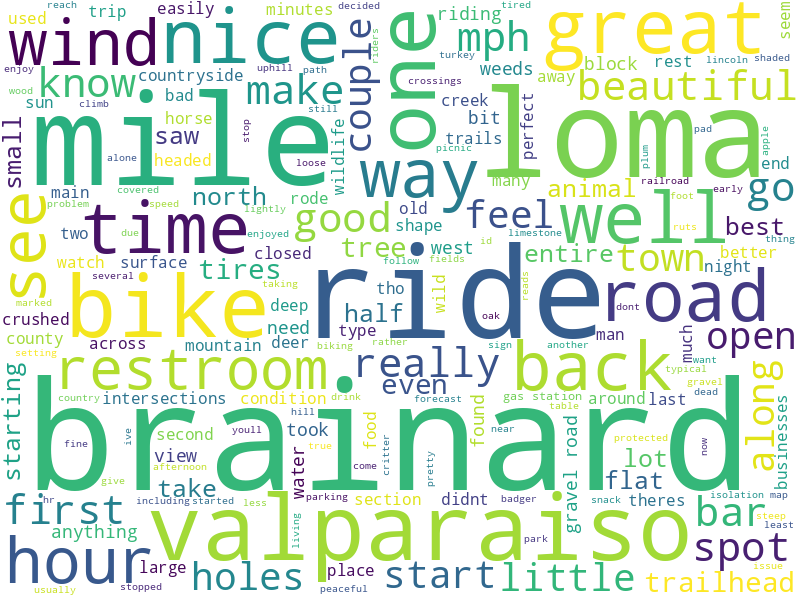 reach
decided
tired
used
trip
easily
minutes
riding
seem
wind
nice
one
mph
great
enjoy
countryside
uphill
path
riders
turkey
lincoln
shaded
crossings
weeds
block
rest
know
make
couple
away
beautiful
wood
sun
bad
still
creek
bit
climb
horse
mile
saw
stop
loma
trails
perfect
pad
apple
small
alone
headed
loose
wildlife
way
picnic
many
plum
end
covered
main
north
rode
railroad
early
go
problem
speed
lightly
due
enjoyed
old
animal
foot
see
time
good
shape
feel
well
best
two
closed
limestone
thing
tree
west
id
entire
town
ruts
better
watch
surface
tires
follow
fields
night
several
taking
tho
wild
reads
marked
bike
deep
ride
road
crushed
need
half
oak
dont
county
mountain
deer
type
man
much
open
across
biking
rather
sign
another
want
setting
restroom
really
back
typical
country
even
gas station
gravel
starting
intersections
condition
drink
forecast
around
last
dead
along
businesses
hill
table
brainard
ive
youll
food
found
near
protected
fine
second
true
took
lot
now
view
afternoon
come
critter
pretty
gravel road
theres
flat
give
water
take
hr
including
started
less
parking
section
didnt
badger
snack
isolation
map
first
valparaiso
bar
least
anything
living
park
steep
hour
large
place
start
spot
issue
holes
little
trailhead
usually
stopped
peaceful